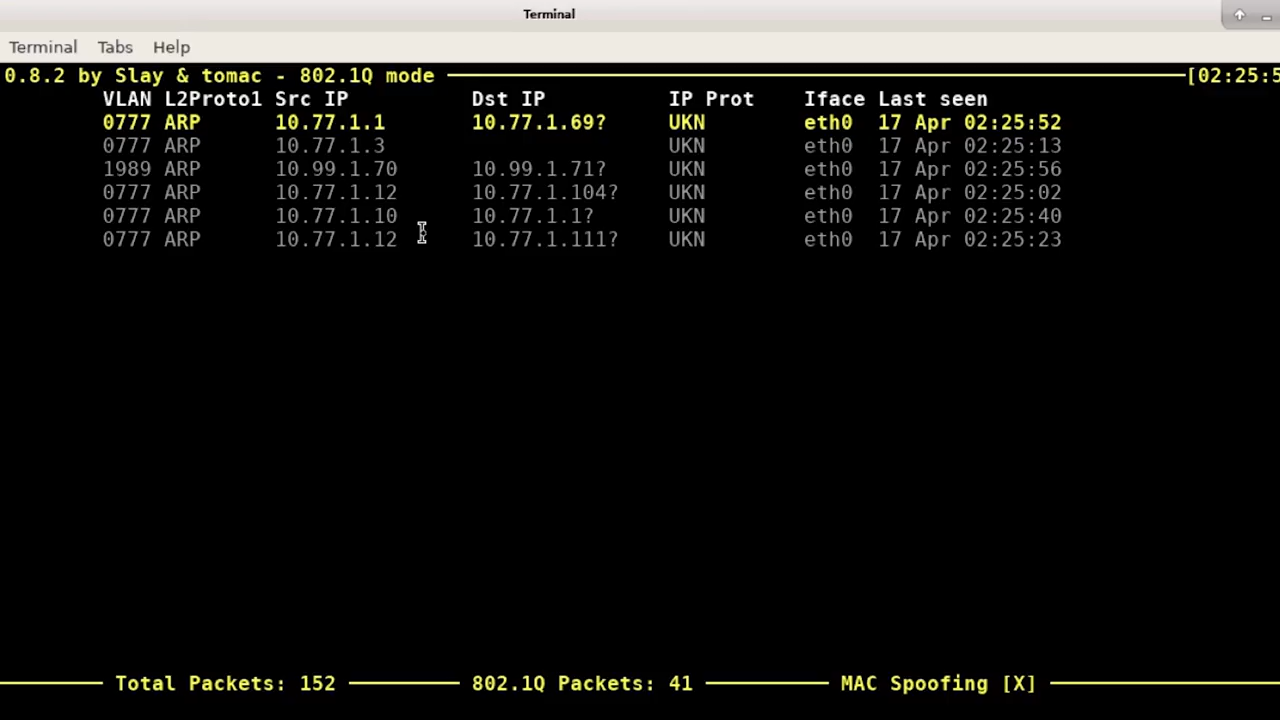 Terminal
Terminal Tabs Help
0.8.2 by Slay & tomac - 802.1Q mode [02:25:5
VLAN L2Proto1 Src IP Dst IP IP Prot Iface Last seen
0777 ARP 10.77.1.1 10.77.1.69? UKN eth0 17 Apr 02:25:52
0777 ARP 10.77.1.3 UKN eth0 17 Apr 02:25:13
1989 ARP 10.99.1.70 10.99.1.71? UKN eth0 17 Apr 02:25:56
0777 ARP 10.77.1.12 10.77.1.104? UKN eth0 17 Apr 02:25:02
0777 ARP 10.77.1.10 10.77.1.1? UKN eth0 17 Apr 02:25:40
0777 ARP 10.77.1.12 10.77.1.111? UKN eth0 17 Apr 02:25:23
Total Packets: 152 802.1Q Packets: 41 MAC Spoofing [X]